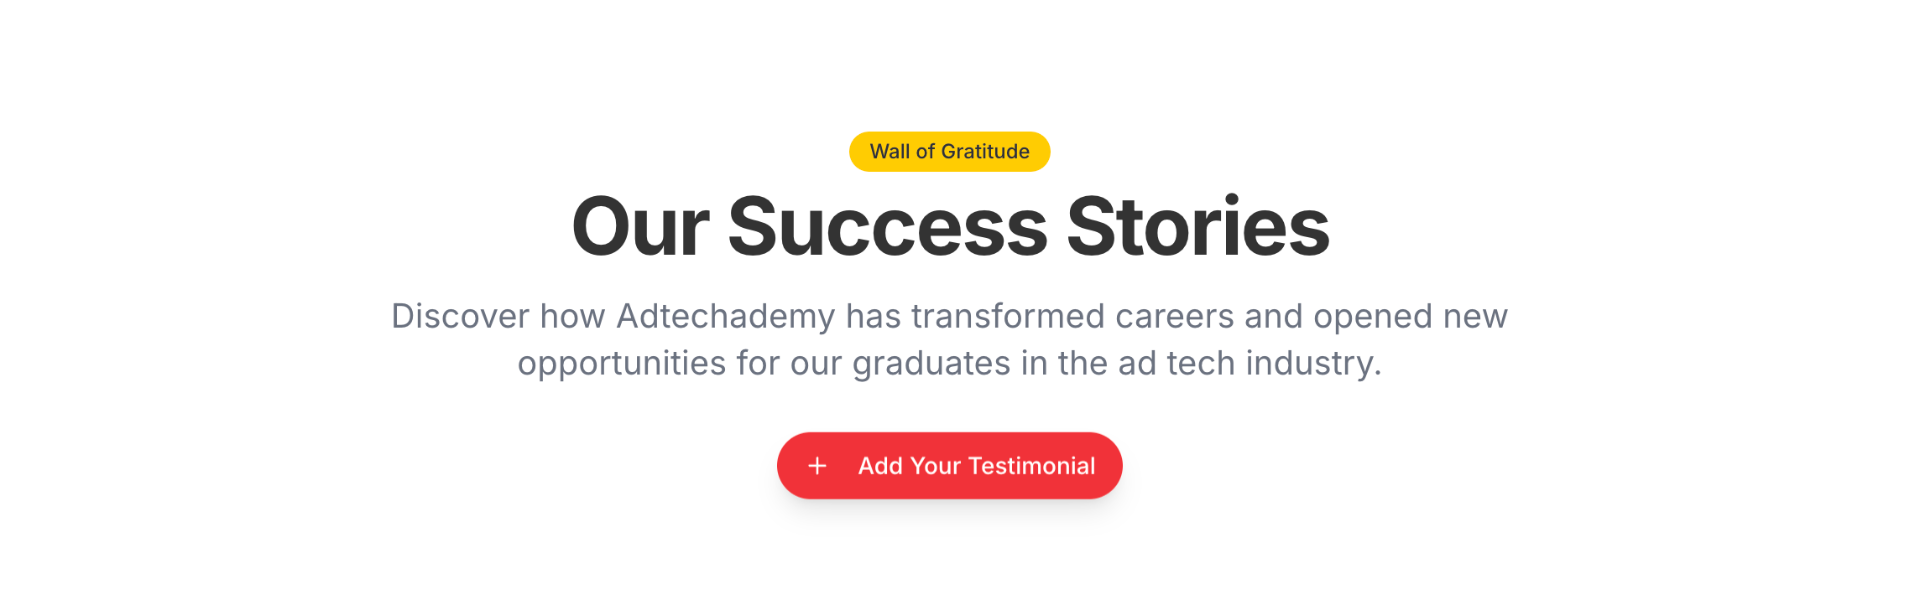 Wall of Gratitude
Our Success Stories
Discover how Adtechademy has transformed careers and opened new
opportunities for our graduates in the ad tech industry.
+ Add Your Testimonial